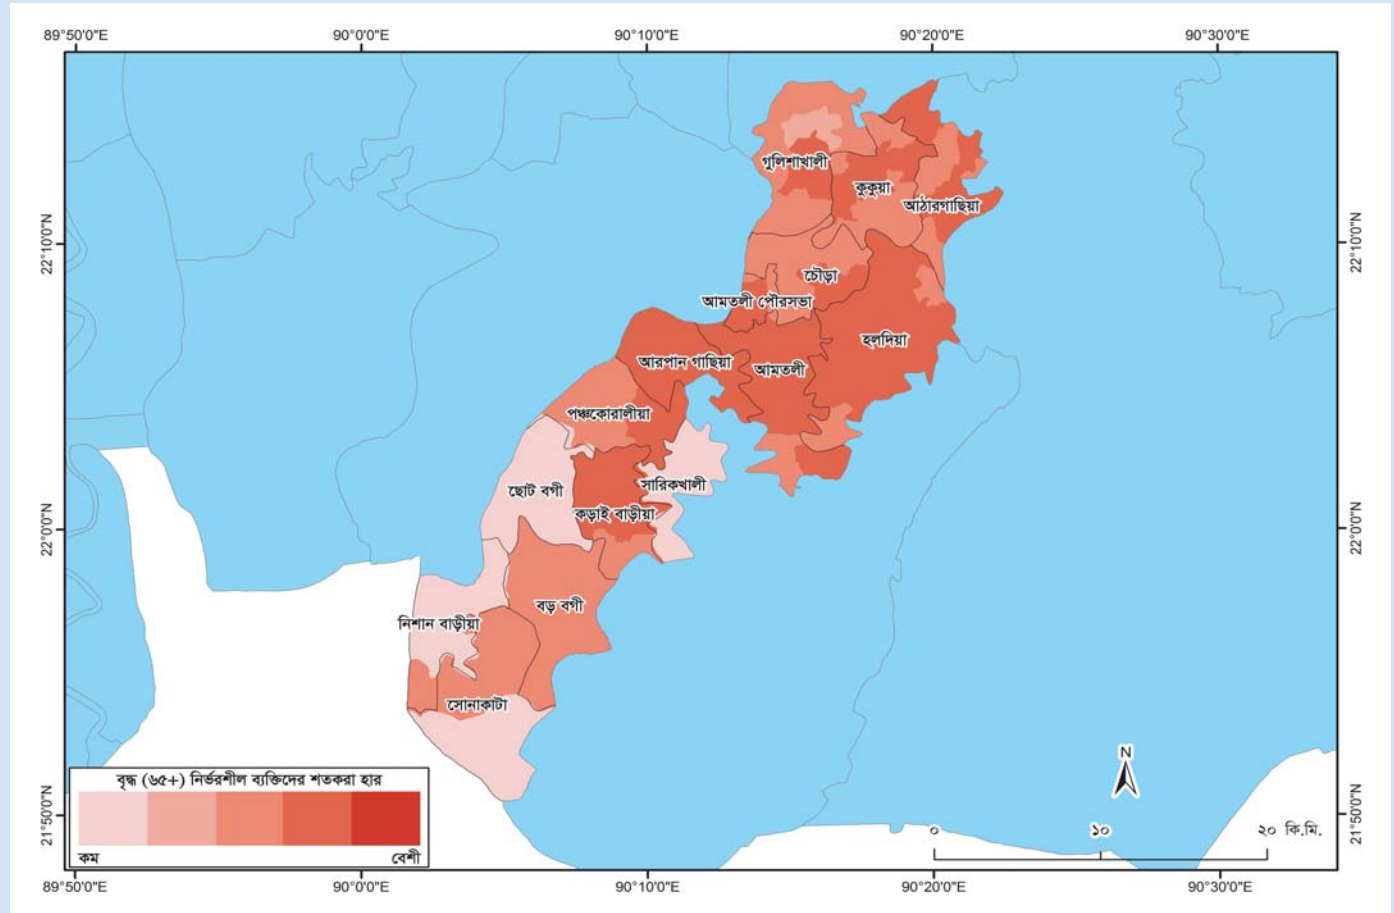 89°50'0"E 90°0'0"E 90°10'0"E 90°20'0"E 90°30'0"E
গুলিশাখালী
কুকুয়া
আঠারগাছিয়া
22°10'0"N 22°10'0"N
চৌড়া
আমতলী পৌরসভা
হলদিয়া
আরপান গাছিয়া
আমতলী
পঞ্চকোরালীয়া
সারিকখালী
ছোট বগী
কড়াই বাড়ীয়া
22°0'0"N 22°0'0"N
বড় বগী
নিশান বাড়ীয়া
সোনাকাটা
N
বৃদ্ধ (৬৫+) নির্ভরশীল ব্যক্তিদের শতকরা হার
কম বেশী
21°50'0"N 21°50'0"N
০ ১০ ২০ কি.মি.
89°50'0"E 90°0'0"E 90°10'0"E 90°20'0"E 90°30'0"E